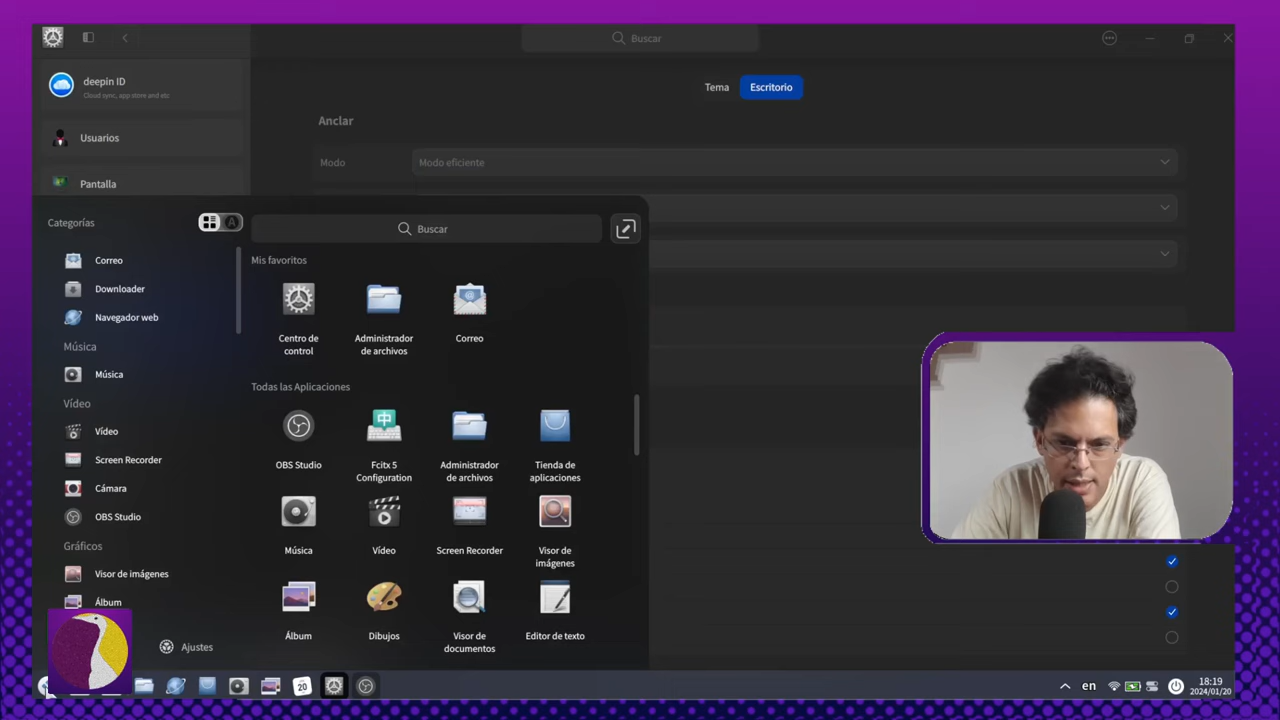 Buscar
deepin ID
Cloud sync, app store and etc
Tema
Escritorio
Usuarios
Anclar
Modo
Modo eficiente
Pantalla
Categorías
A
Buscar
Correo
Downloader
Navegador web
Música
Música
Vídeo
Vídeo
Screen Recorder
Cámara
OBS Studio
Gráficos
Visor de imágenes
Álbum
Ajustes
Mis favoritos
Centro de
control
Administrador
de archivos
Correo
Todas las Aplicaciones
OBS Studio
Fcitx 5
Configuration
Administrador
de archivos
Tienda de
aplicaciones
Música
Vídeo
Screen Recorder
Visor de
imágenes
Álbum
Dibujos
Visor de
documentos
Editor de texto
20
en
18:19
2024/01/20